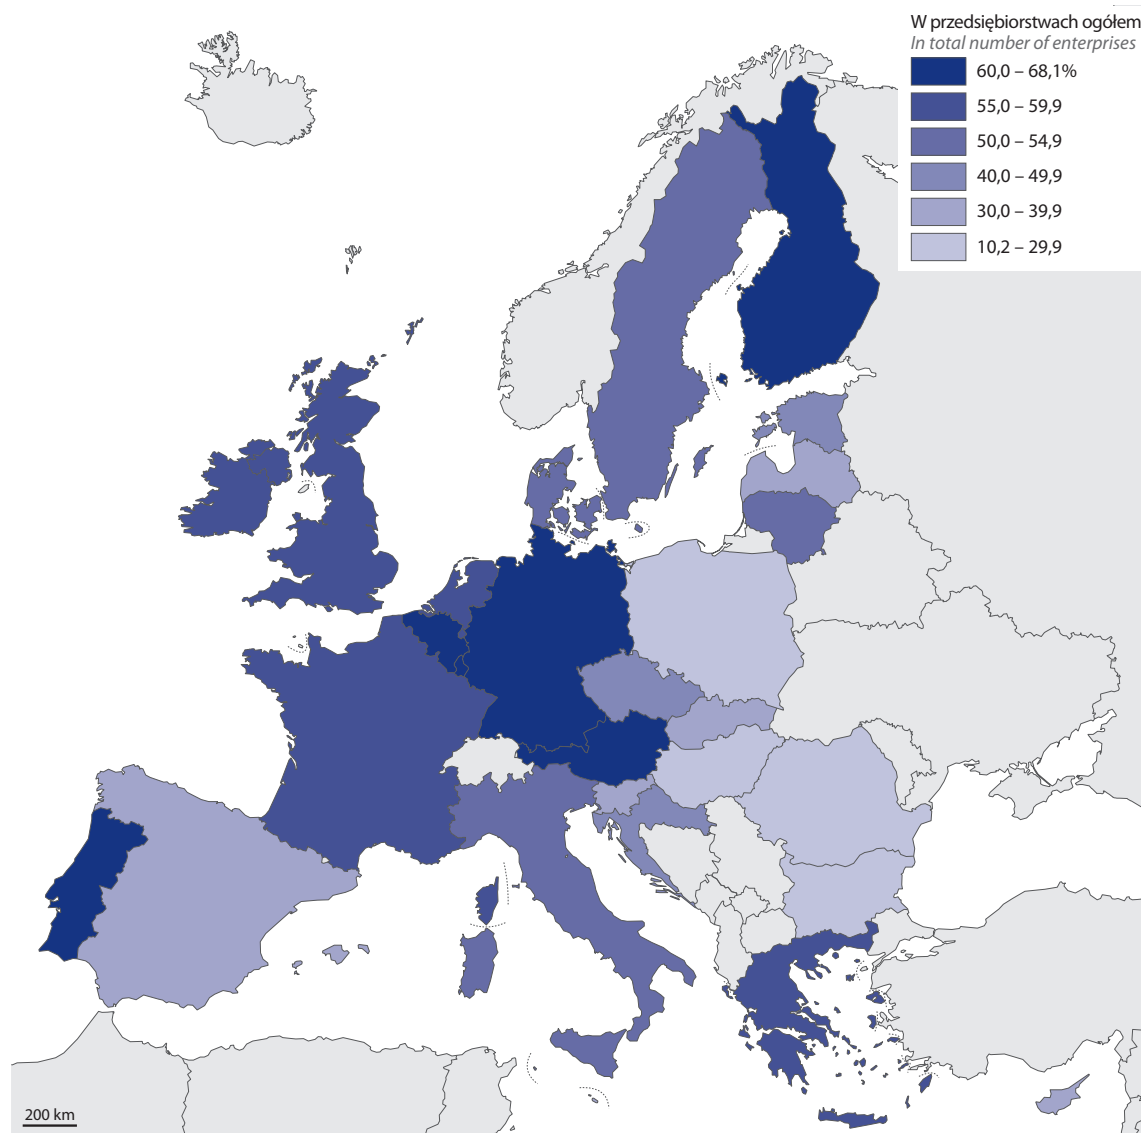 W przedsiębiorstwach ogółem
In total number of enterprises
60,0 – 68,1%
55,0 – 59,9
50,0 – 54,9
40,0 – 49,9
30,0 – 39,9
10,2 – 29,9
200 km